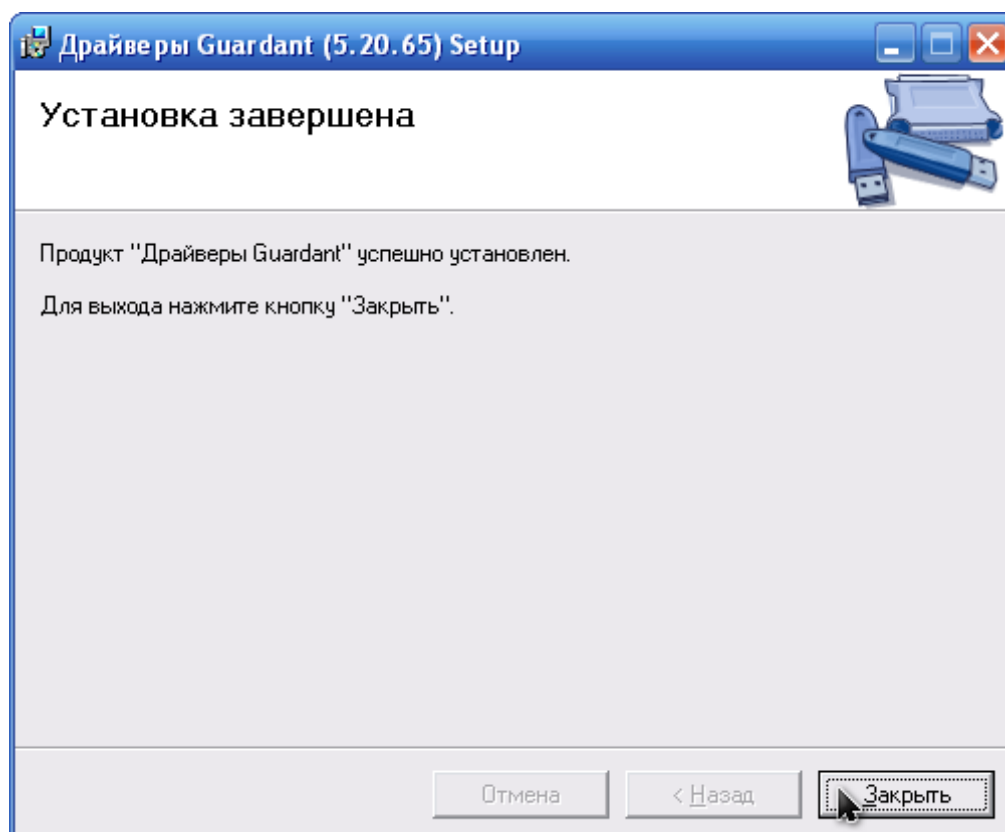 Драйверы Guardant (5.20.65) Setup
Установка завершена
Продукт "Драйверы Guardant" успешно установлен.
Для выхода нажмите кнопку "Закрыть".
Отмена
< Назад
Закрыть